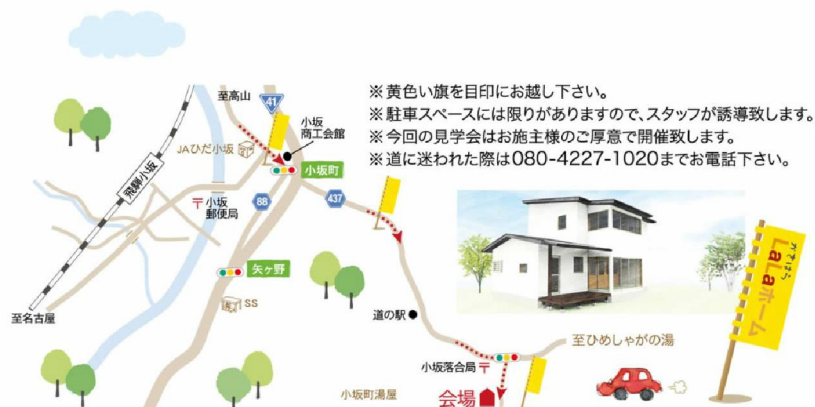 ※黄色い旗を目印にお越し下さい。
※駐車スペースには限りがありますので、スタッフが誘導致します。
※今回の見学会はお施主様のご厚意で開催致します。
※道に迷われた際は080-4227-1020までお電話下さい。
至高山
41
小坂
商工会館
JAひだ小坂
小坂町
飛騨小坂
〒小坂
郵便局
88
437
矢ヶ野
SS
至名古屋
道の駅
かすはら
LaLaホーム
至ひめしゃがの湯
小坂落合局〒
小坂町湯屋
会場